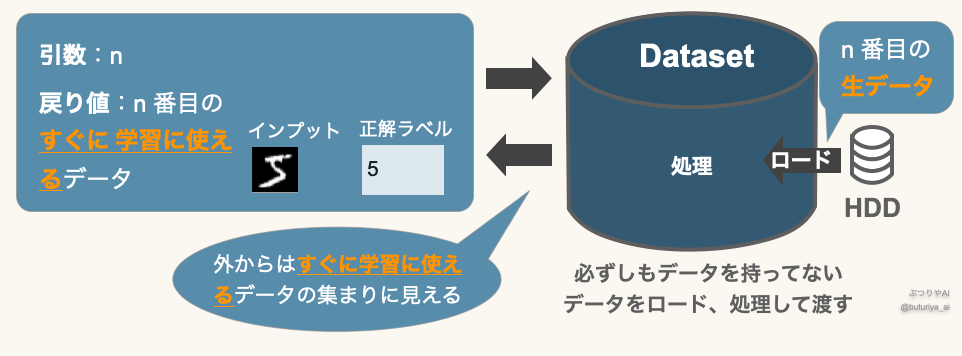 引数：n
戻り値：n 番目の
すぐに 学習に使え
るデータ
インプット
正解ラベル
5
5
Dataset
処理
n 番目の
生データ
ロード
HDD
外からはすぐに学習に使え
るデータの集まりに見える
必ずしもデータを持ってない
データをロード、処理して渡す
ぶつりやAI
@buturiya_ai